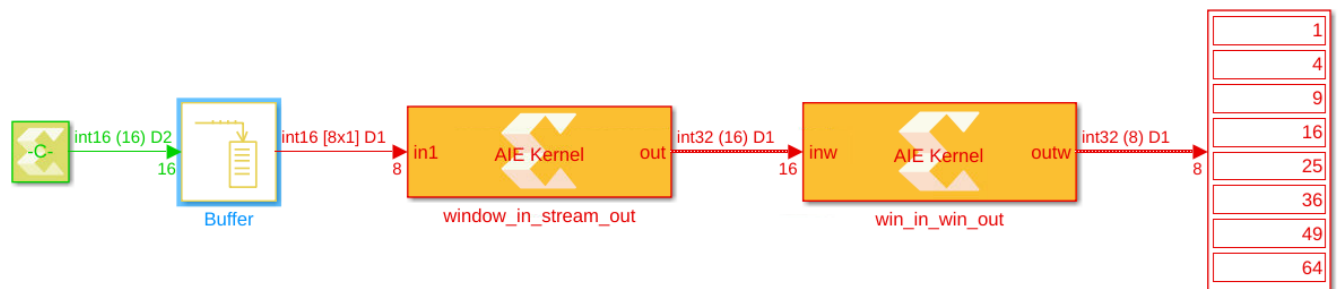 -C-
int16 (16) D2
16
Buffer
int16 [8x1] D1
8
in1
AIE Kernel
out
window_in_stream_out
int32 (16) D1
16
inw
AIE Kernel
outw
win_in_win_out
int32 (8) D1
8
1
4
9
16
25
36
49
64